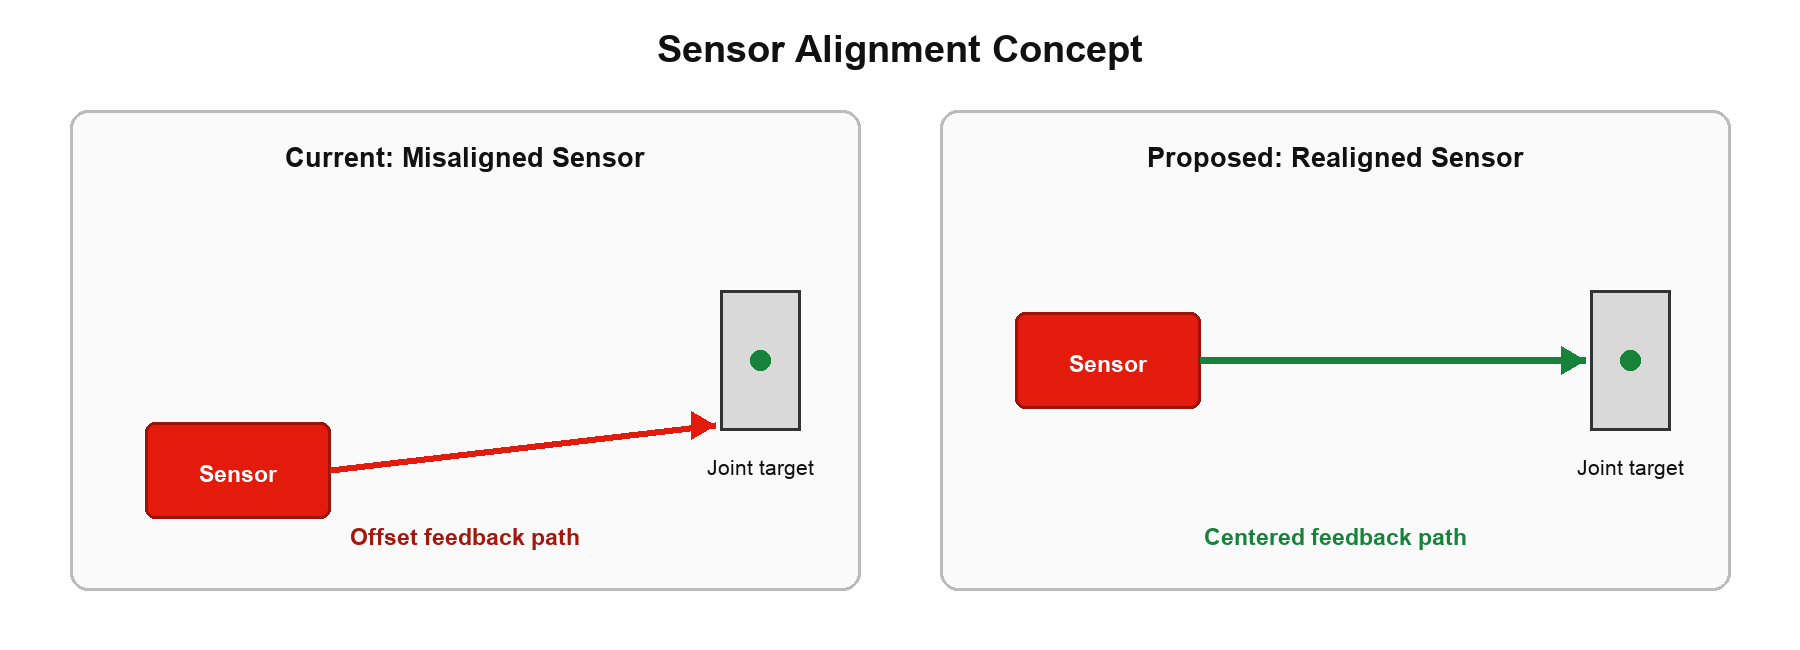 Sensor Alignment Concept
Current: Misaligned Sensor
Sensor
Joint target
Offset feedback path
Proposed: Realigned Sensor
Sensor
Joint target
Centered feedback path